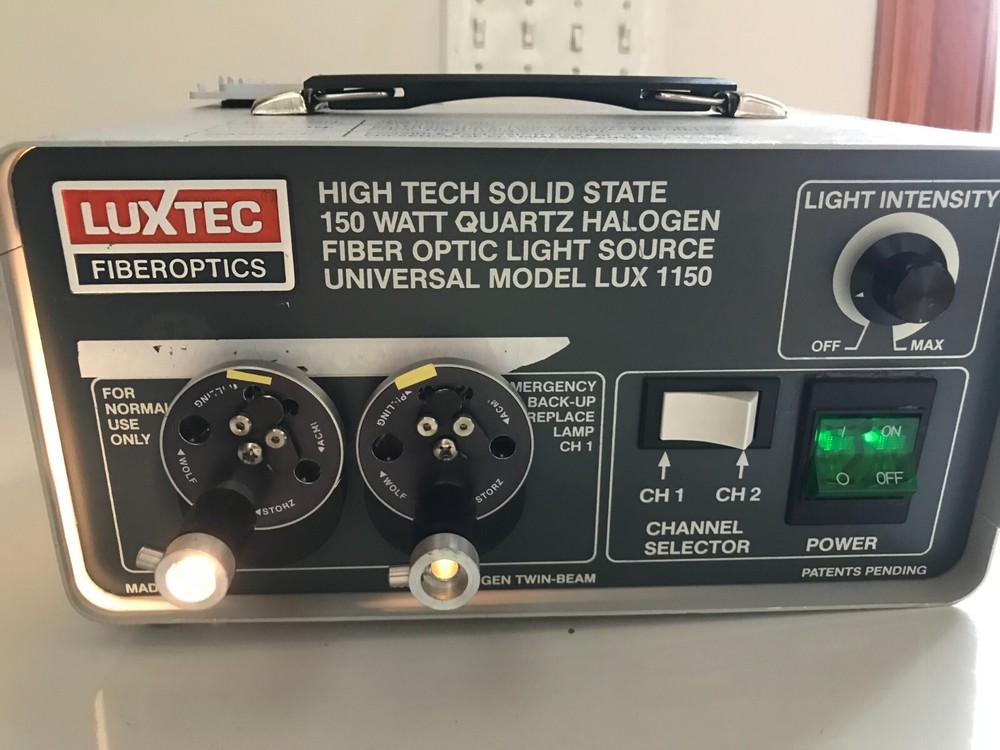 LUXTEC
FIBEROPTICS
HIGH TECH SOLID STATE
150 WATT QUARTZ HALOGEN
FIBER OPTIC LIGHT SOURCE
UNIVERSAL MODEL LUX 1150
LIGHT INTENSITY
OFF
MAX
FOR
NORMAL
USE
ONLY
PILLING
ACMI
WOLF
STORZ
PILLING
ACMI
WOLF
STORZ
MERGENCY
BACK-UP
REPLACE
LAMP
CH 1
CH 1
CH 2
CHANNEL
SELECTOR
I ON
O OFF
POWER
MAD
GEN TWIN-BEAM
PATENTS PENDING